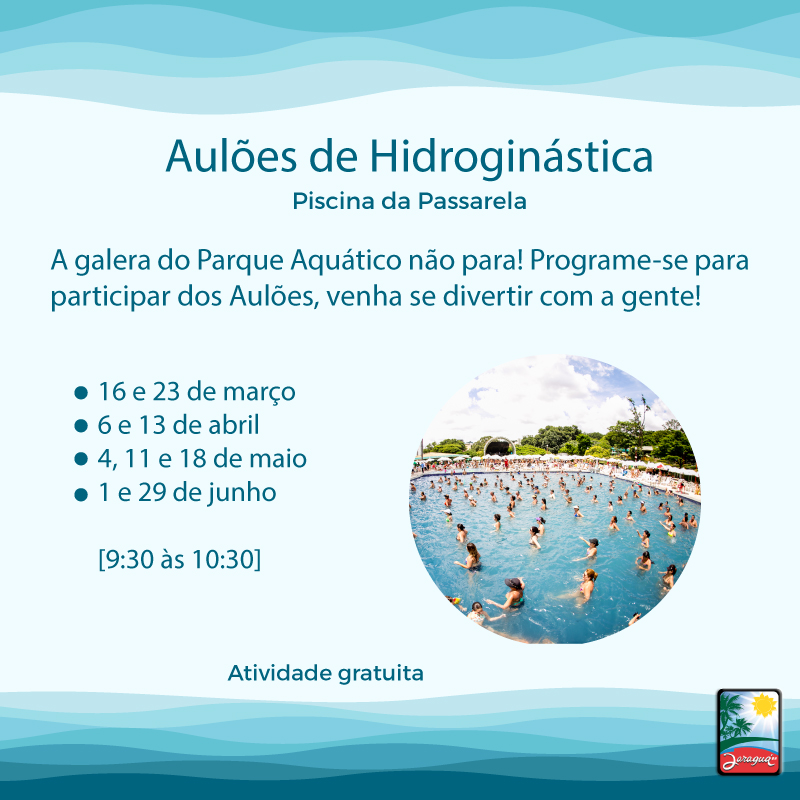 Aulões de Hidroginástica
Piscina da Passarela
A galera do Parque Aquático não para! Programe-se para
participar dos Aulões, venha se divertir com a gente!
16 e 23 de março
6 e 13 de abril
4, 11 e 18 de maio
1 e 29 de junho
[9:30 às 10:30]
Atividade gratuita
Jaraguá